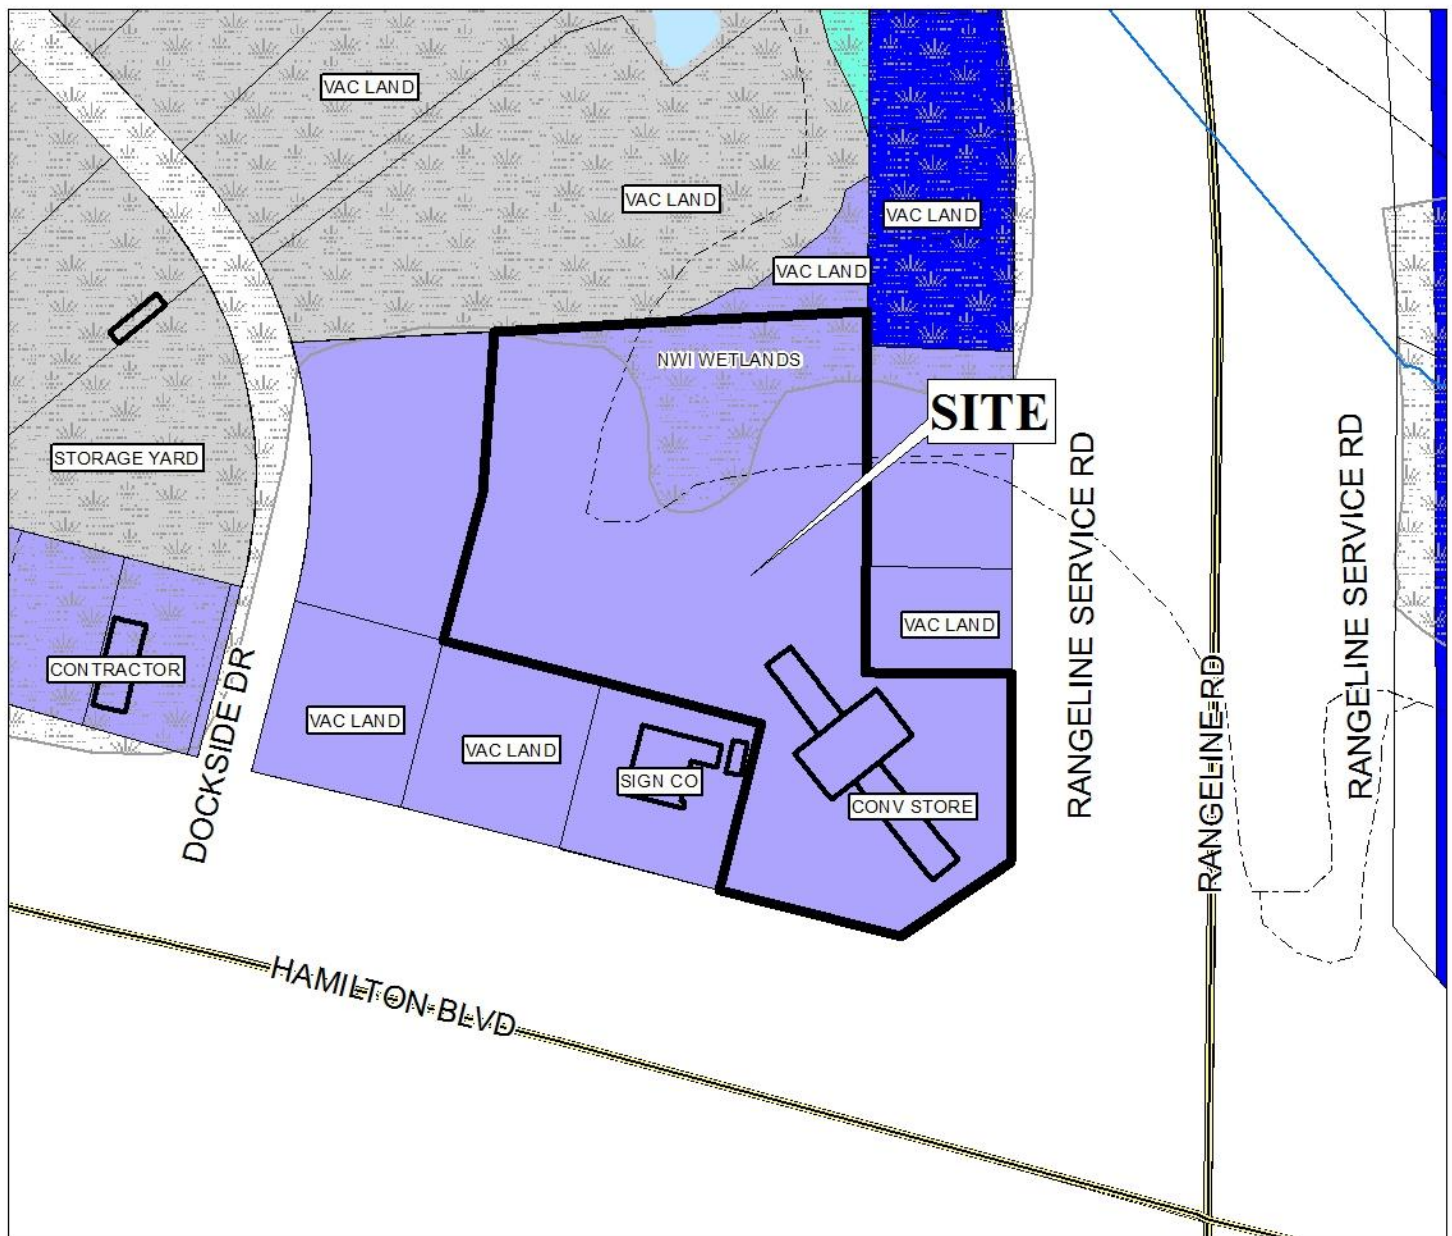 VAC LAND
VAC LAND
VAC LAND
VAC LAND
NWI WETLANDS
SITE
STORAGE YARD
RANGELINE SERVICE RD
RANGELINE SERVICE RD
VAC LAND
CONTRACTOR
DOCKSIDE DR
RANGELINE RD
VAC LAND
VAC LAND
SIGN CO
CONV STORE
HAMILTON BLVD